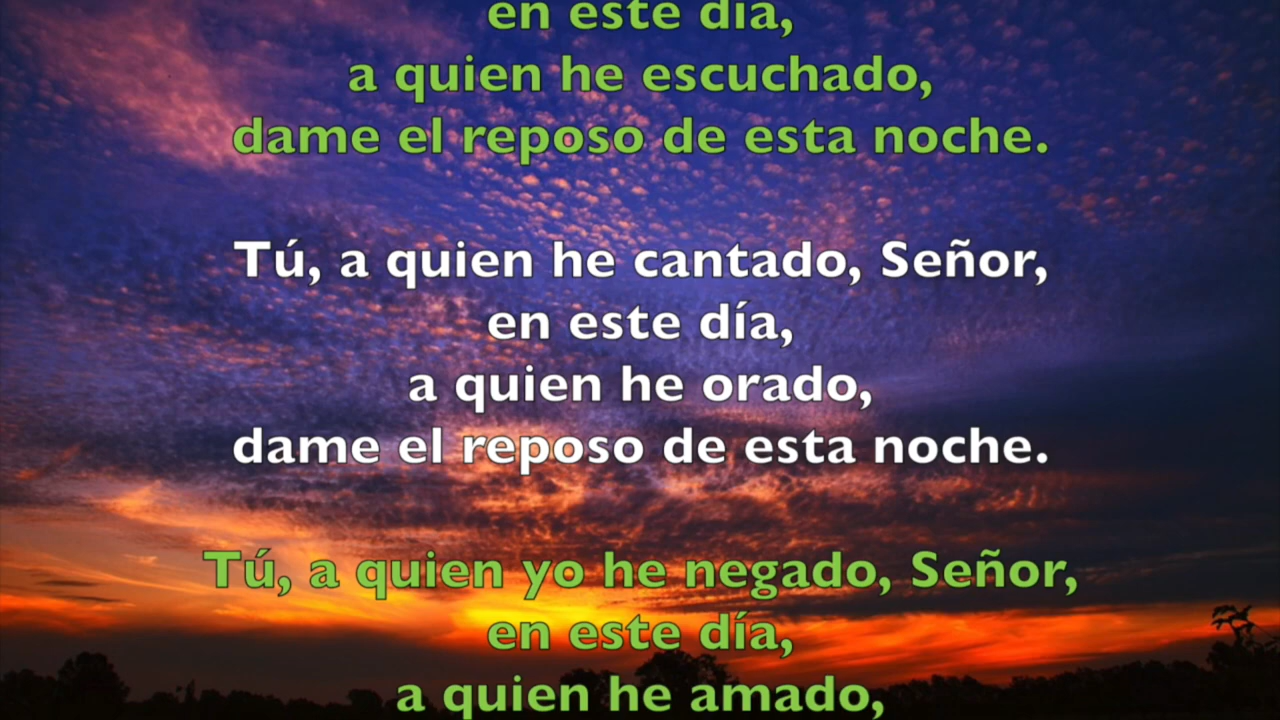 en este día,
a quien he escuchado,
dame el reposo de esta noche.
Tú, a quien he cantado, Señor,
en este día,
a quien he orado,
dame el reposo de esta noche.
Tú, a quien yo he negado, Señor,
en este día,
a quien he amado,